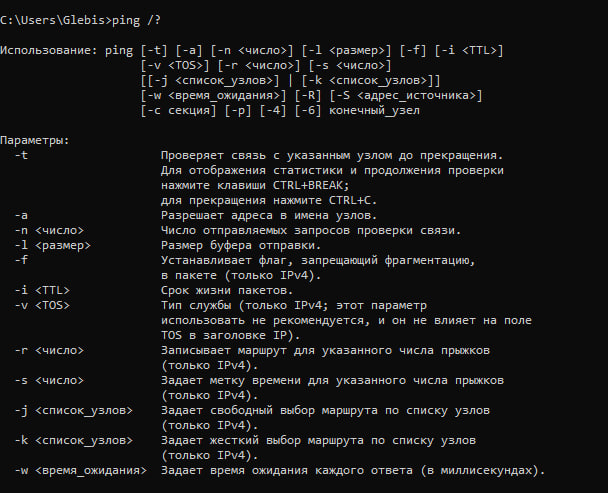 C:\Users\Glebis>ping /?
Использование: ping [-t] [-a] [-n <число>] [-l <размер>] [-f] [-i <TTL>]
[-v <TOS>] [-r <число>] [-s <число>]
[[-j <список_узлов>] | [-k <список_узлов>]]
[-w <время_ожидания>] [-R] [-S <адрес_источника>]
[-c секция] [-p] [-4] [-6] конечный_узел
Параметры:
-t Проверяет связь с указанным узлом до прекращения.
Для отображения статистики и продолжения проверки
нажмите клавиши CTRL+BREAK;
для прекращения нажмите CTRL+C.
-a Разрешает адреса в имена узлов.
-n <число> Число отправляемых запросов проверки связи.
-l <размер> Размер буфера отправки.
-f Устанавливает флаг, запрещающий фрагментацию,
в пакете (только IPv4).
-i <TTL> Срок жизни пакетов.
-v <TOS> Тип службы (только IPv4; этот параметр
использовать не рекомендуется, и он не влияет на поле
TOS в заголовке IP).
-r <число> Записывает маршрут для указанного числа прыжков
(только IPv4).
-s <число> Задает метку времени для указанного числа прыжков
(только IPv4).
-j <список_узлов> Задает свободный выбор маршрута по списку узлов
(только IPv4).
-k <список_узлов> Задает жесткий выбор маршрута по списку узлов
(только IPv4).
-w <время_ожидания> Задает время ожидания каждого ответа (в миллисекундах).